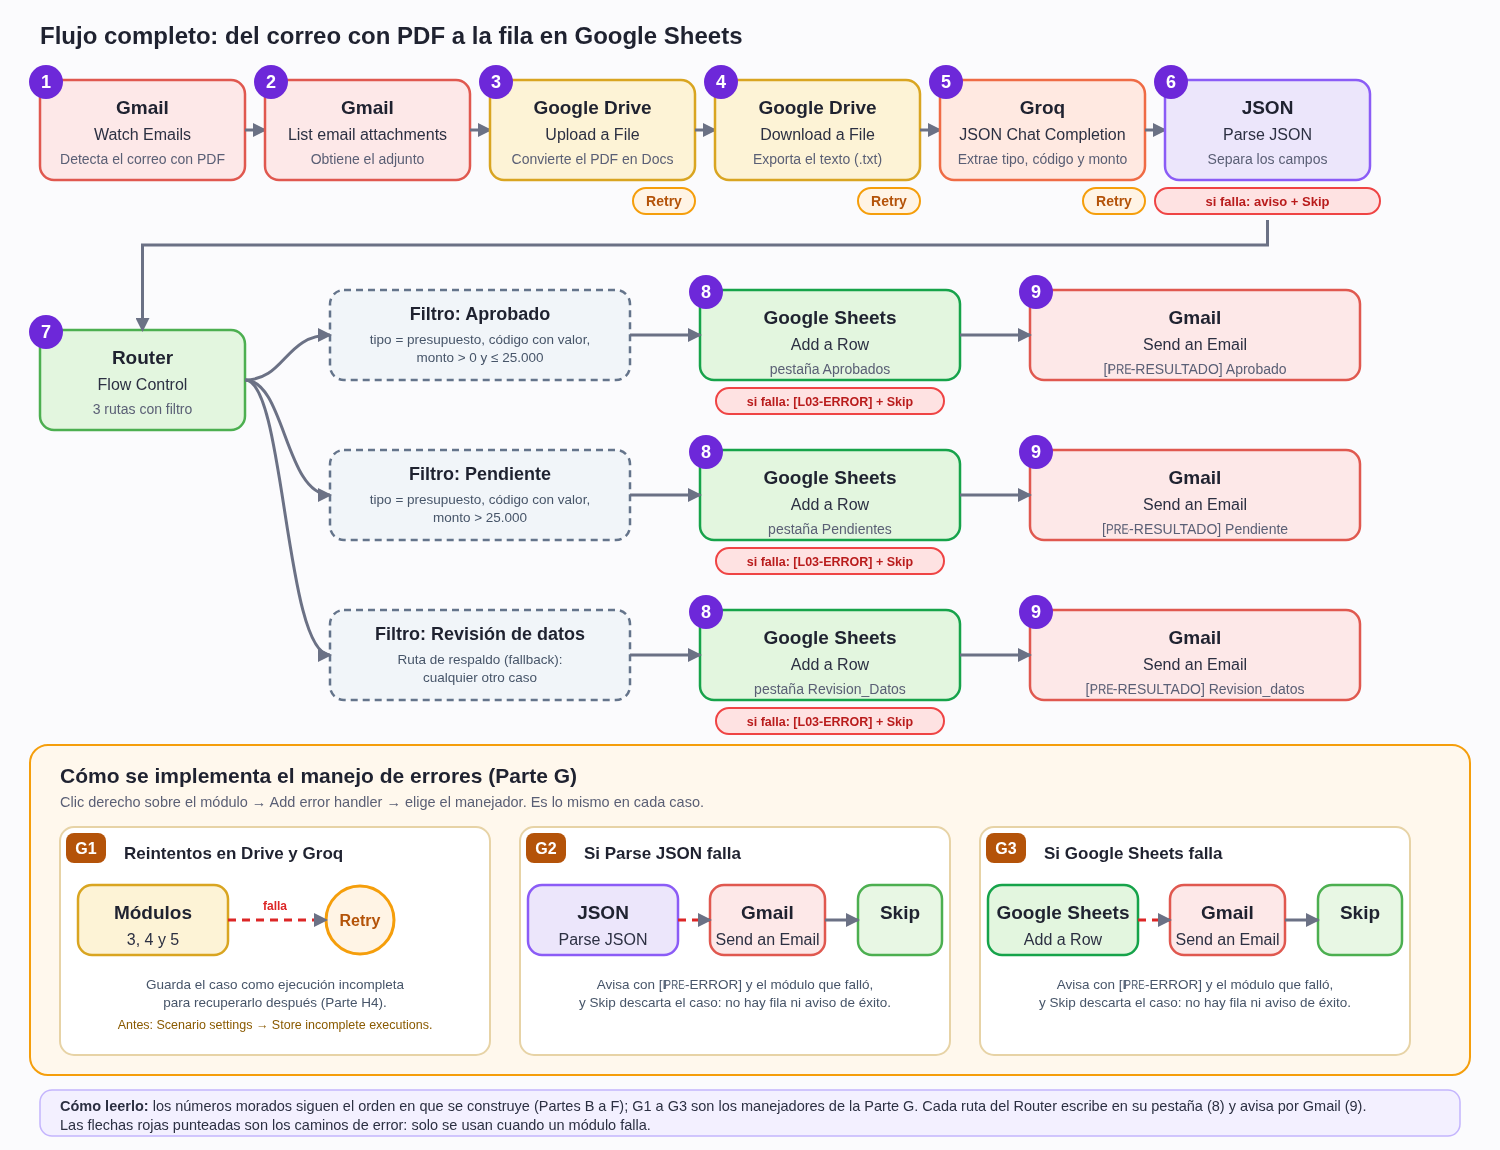 Flujo completo: del correo con PDF a la fila en Google Sheets
1
Gmail
Watch Emails
Detecta el correo con PDF
2
Gmail
List email attachments
Obtiene el adjunto
3
Google Drive
Upload a File
Convierte el PDF en Docs
Retry
4
Google Drive
Download a File
Exporta el texto (.txt)
Retry
5
Groq
JSON Chat Completion
Extrae tipo, código y monto
Retry
6
JSON
Parse JSON
Separa los campos
si falla: aviso + Skip
7
Router
Flow Control
3 rutas con filtro
Filtro: Aprobado
tipo = presupuesto, código con valor,
monto > 0 y ≤ 25.000
8
Google Sheets
Add a Row
pestaña Aprobados
si falla: [L03-ERROR] + Skip
9
Gmail
Send an Email
[PRE-RESULTADO] Aprobado
Filtro: Pendiente
tipo = presupuesto, código con valor,
monto > 25.000
8
Google Sheets
Add a Row
pestaña Pendientes
si falla: [L03-ERROR] + Skip
9
Gmail
Send an Email
[PRE-RESULTADO] Pendiente
Filtro: Revisión de datos
Ruta de respaldo (fallback):
cualquier otro caso
8
Google Sheets
Add a Row
pestaña Revision_Datos
si falla: [L03-ERROR] + Skip
9
Gmail
Send an Email
[PRE-RESULTADO] Revision_datos
Cómo se implementa el manejo de errores (Parte G)
Clic derecho sobre el módulo → Add error handler → elige el manejador. Es lo mismo en cada caso.
G1
Reintentos en Drive y Groq
Módulos
3, 4 y 5
falla
Retry
Guarda el caso como ejecución incompleta
para recuperarlo después (Parte H4).
Antes: Scenario settings → Store incomplete executions.
G2
Si Parse JSON falla
JSON
Parse JSON
Gmail
Send an Email
Skip
Avisa con [PRE-ERROR] y el módulo que falló,
y Skip descarta el caso: no hay fila ni aviso de éxito.
G3
Si Google Sheets falla
Google Sheets
Add a Row
Gmail
Send an Email
Skip
Avisa con [PRE-ERROR] y el módulo que falló,
y Skip descarta el caso: no hay fila ni aviso de éxito.
Cómo leerlo: los números morados siguen el orden en que se construye (Partes B a F); G1 a G3 son los manejadores de la Parte G. Cada ruta del Router escribe en su pestaña (8) y avisa por Gmail (9).
Las flechas rojas punteadas son los caminos de error: solo se usan cuando un módulo falla.